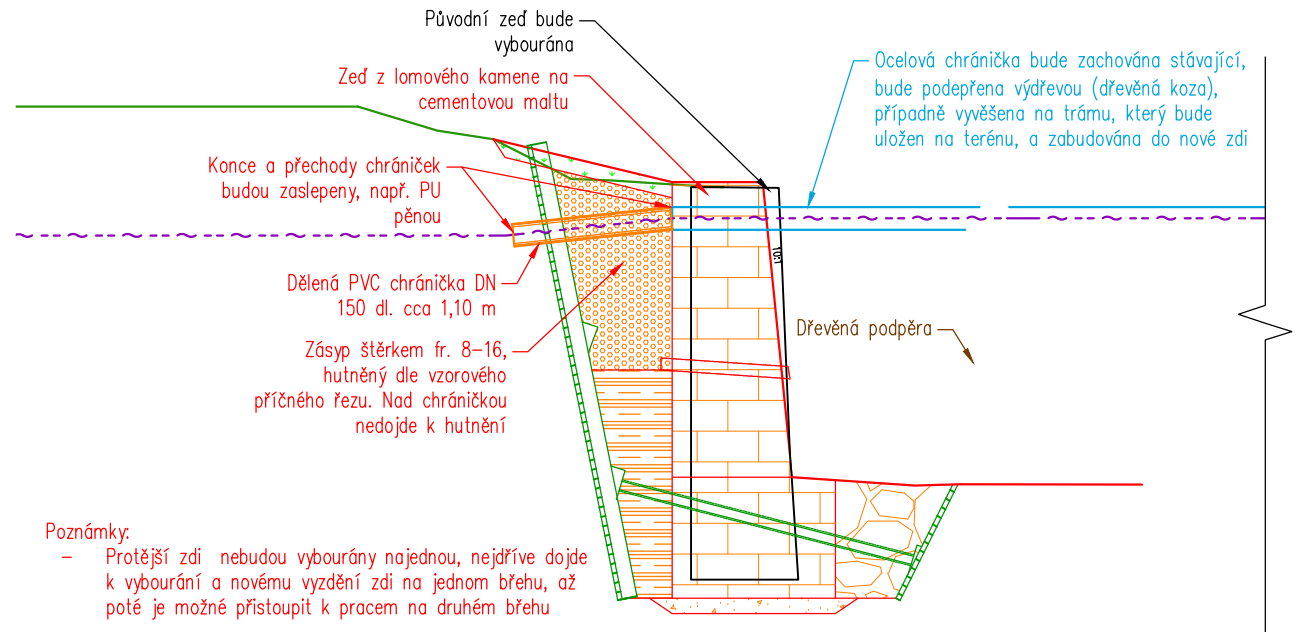 Původní zeď bude
vybourána
Zeď z lomového kamene na
cementovou maltu
Ocelová chránička bude zachována stávající,
bude podepřena výdřevou (dřevěná koza),
případně vyvěšena na trámu, který bude
uložen na terénu, a zabudována do nové zdi
Konce a přechody chrániček
budou zaslepeny, např. PU
pěnou
10:1
Dělená PVC chránička DN
150 dl. cca 1,10 m
Dřevěná podpěra
Zásyp štěrkem fr. 8-16,
hutněný dle vzorového
příčného řezu. Nad chráničkou
nedojde k hutnění
Poznámky:
- Protější zdi nebudou vybourány najednou, nejdříve dojde
k vybourání a novému vyzdění zdi na jednom břehu, až
poté je možné přistoupit k pracem na druhém břehu